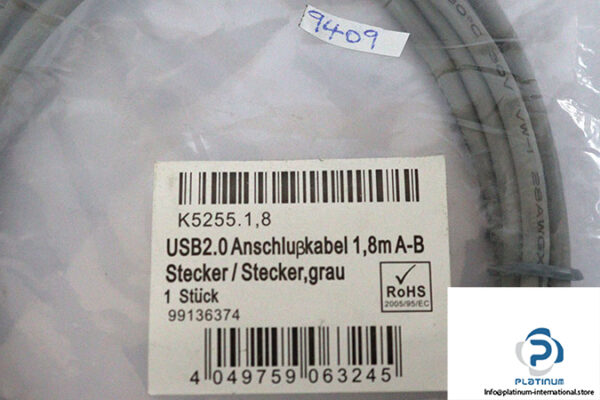 9409
K5255.1,8
USB2.0 Anschlußkabel 1,8m A-B
Stecker / Stecker,grau
1 Stück
99136374
RoHS
2005/95/EC
4 049759 063245
PLATINUM
Info@platinum-international.store